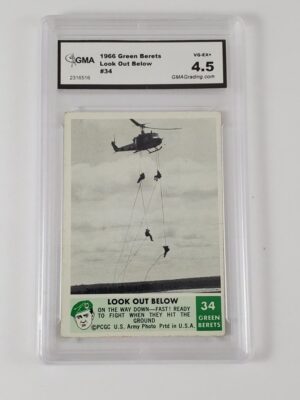 GMA
2316516
1966 Green Berets
Look Out Below
#34
VG-EX+
4.5
GMAGrading.com
LOOK OUT BELOW
ON THE WAY DOWN—FAST! READY
TO FIGHT WHEN THEY HIT THE
GROUND
©PCGC U.S. Army Photo Prtd in U.S.A.
34
GREEN
BERETS